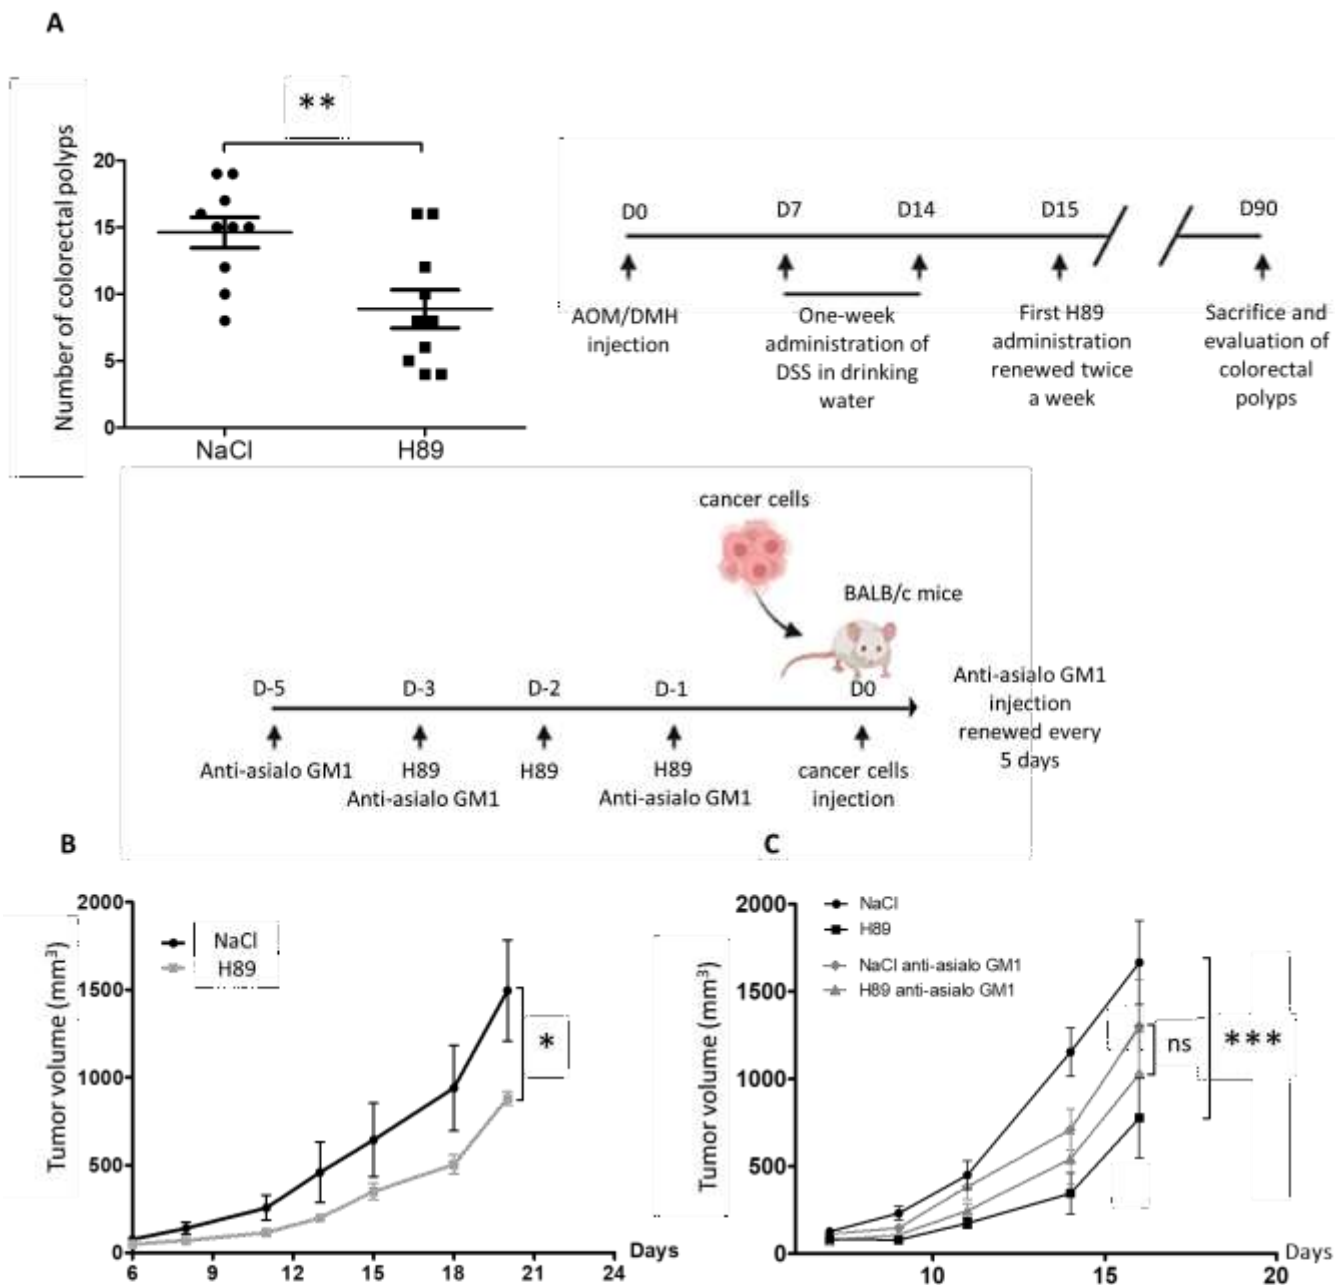 A
**
Number of colorectal polyps
20
15
10
5
0
NaCl
H89
D0
D7
D14
D15
D90
AOM/DMH
injection
One-week
administration of
DSS in drinking
water
First H89
administration
renewed twice
a week
Sacrifice and
evaluation of
colorectal
polyps
cancer cells
BALB/c mice
D-5
D-3
D-2
D-1
D0
Anti-asialo GM1
injection
renewed every
5 days
Anti-asialo GM1
H89
Anti-asialo GM1
H89
H89
Anti-asialo GM1
cancer cells
injection
B
Tumor volume (mm³)
2000
1500
1000
500
0
NaCl
H89
*
6
9
12
15
18
21
24
Days
C
Tumor volume (mm³)
2000
1500
1000
500
0
NaCl
H89
NaCl anti-asialo GM1
H89 anti-asialo GM1
ns
***
10
15
20
Days